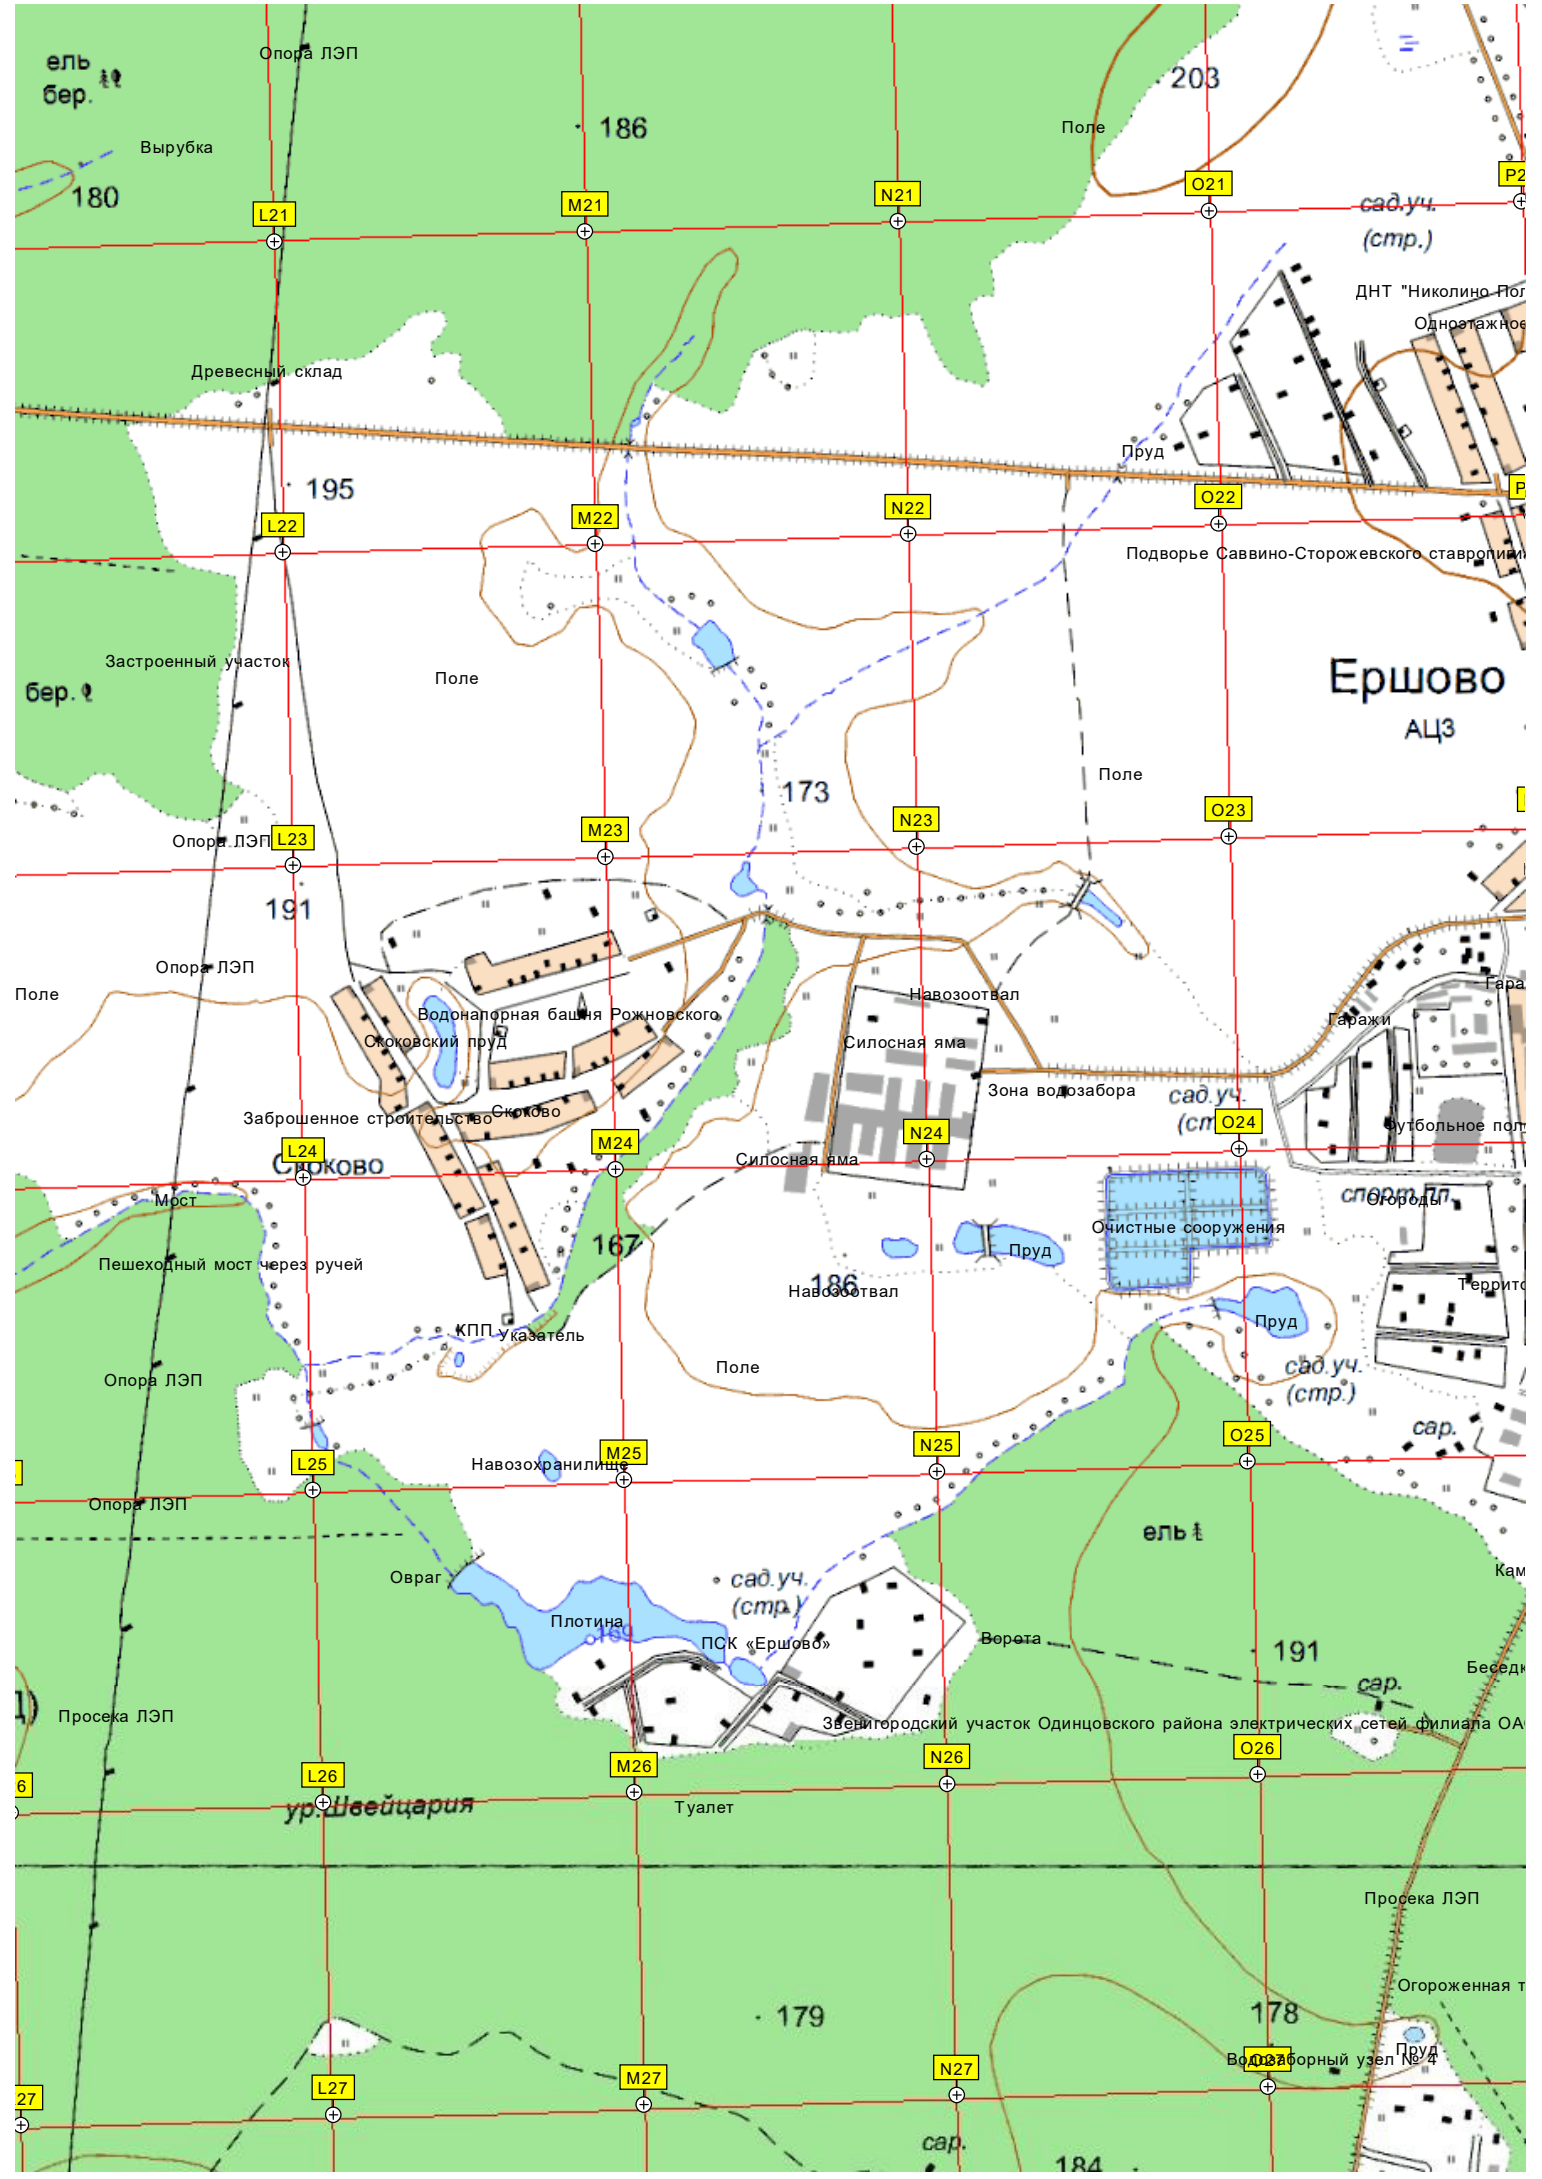 Опора ЛЭП
ель
бер.
203
186
Поле
Вырубка
180
P2
O21
N21
M21
L21
сад.уч.
(стр.)
ДНТ "Николино Пол
Одноэтажное
Древесный склад
Пруд
195
O22
N22
M22
L22
Подворье Саввино-Сторожевского ставропиги
Застроенный участок
бер.
Поле
Ершово
АЦЗ
Поле
173
O23
N23
M23
L23
Опора ЛЭП
191
Опора ЛЭП
Поле
Навозоотвал
Гара
Водонапорная башня Рожновского
Гаражи
Скоковский пруд
Силосная яма
Зона водозабора
сад.уч.
Заброшенное строительство
Скоково
O24
Футбольное пол
N24
M24
L24
Скоково
Силосная яма
Мост
спорт.пл.
Огороды
Очистные сооружения
167
Пруд
Пешеходный мост через ручей
186
Навозоотвал
Территo
Пруд
КПП
Указатель
Поле
сад.уч.
(стр.)
Опора ЛЭП
сар.
O25
N25
M25
L25
Навозохранилище
Опора ЛЭП
ель
Овраг
сад.уч.
(стр.)
Кам
Плотина
169
ПСК «Ершово»
Ворота
191
Беседк
сар.
Д)
Просека ЛЭП
Звенигородский участок Одинцовского района электрических сетей филиала ОА
O26
N26
M26
L26
6
ур.Швейцария
Туалет
Просека ЛЭП
Огороженная т
179
178
Пруд
Водозаборный узел № 4
O27
N27
M27
L27
27
сар.
184